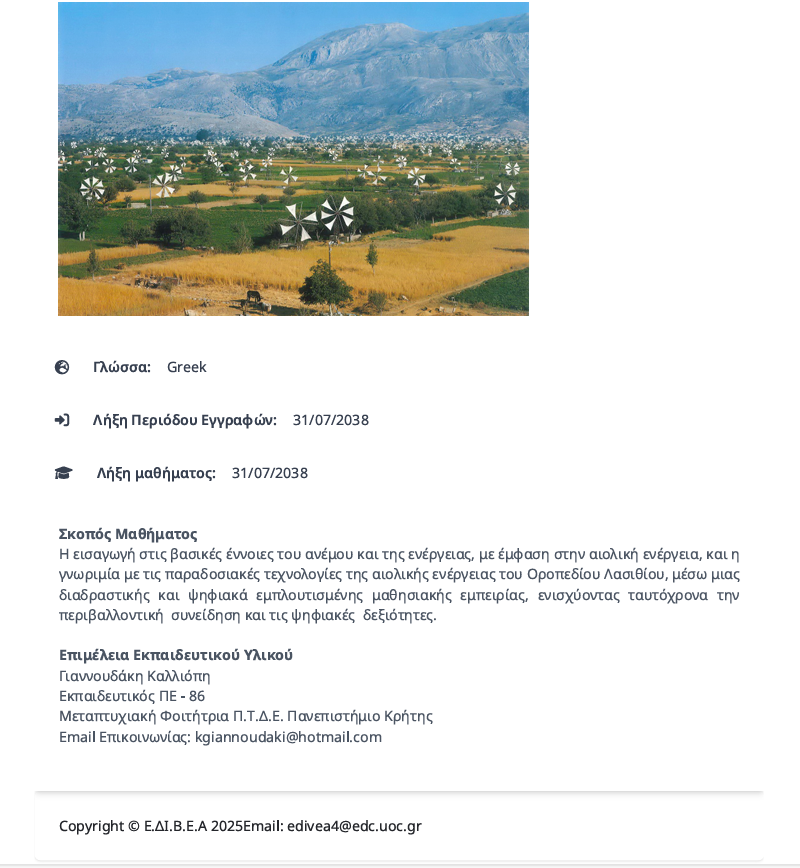 Γλώσσα: Greek
Λήξη Περιόδου Εγγραφών: 31/07/2038
Λήξη μαθήματος: 31/07/2038
Σκοπός Μαθήματος
Η εισαγωγή στις βασικές έννοιες του ανέμου και της ενέργειας, με έμφαση στην αιολική ενέργεια, και η
γνωριμία με τις παραδοσιακές τεχνολογίες της αιολικής ενέργειας του Οροπεδίου Λασιθίου, μέσω μιας
διαδραστικής και ψηφιακά εμπλουτισμένης μαθησιακής εμπειρίας, ενισχύοντας ταυτόχρονα την
περιβαλλοντική συνείδηση και τις ψηφιακές δεξιότητες.
Επιμέλεια Εκπαιδευτικού Υλικού
Γιαννουδάκη Καλλιόπη
Εκπαιδευτικός ΠΕ - 86
Μεταπτυχιακή Φοιτήτρια Π.Τ.Δ.Ε. Πανεπιστήμιο Κρήτης
Email Επικοινωνίας: kgiannoudaki@hotmail.com
Copyright © Ε.ΔΙ.Β.Ε.Α 2025Email: edivea4@edc.uoc.gr